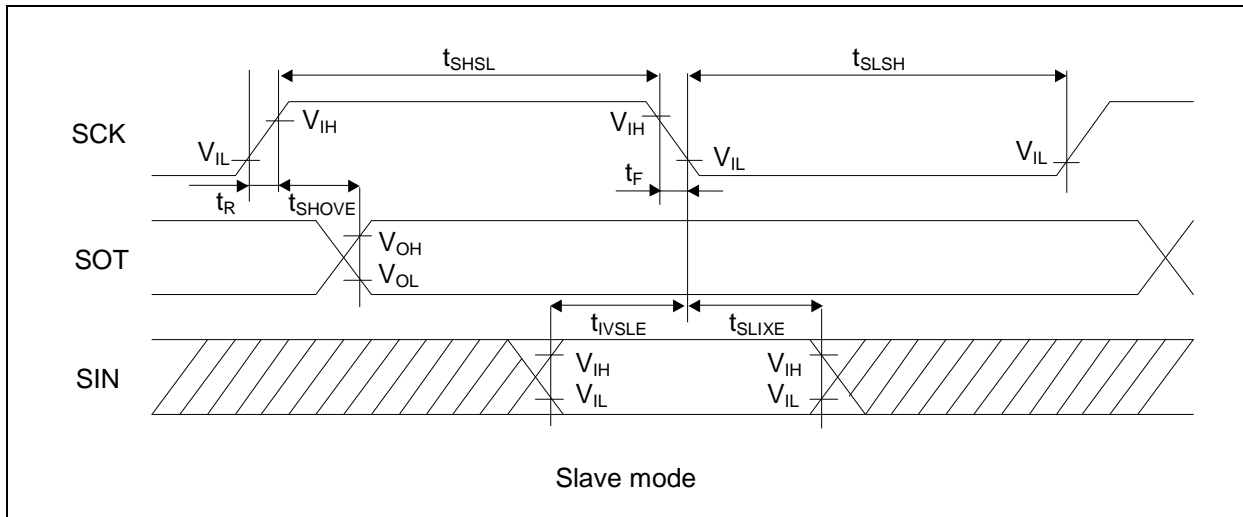 tSHSL
tSLSH
SCK
VIH
VIH
VIL
VIL
VIL
tR
tSHOVE
tF
SOT
VOH
VOL
tIVSLE
tSLIXE
SIN
VIH
VIH
VIL
VIL
Slave mode